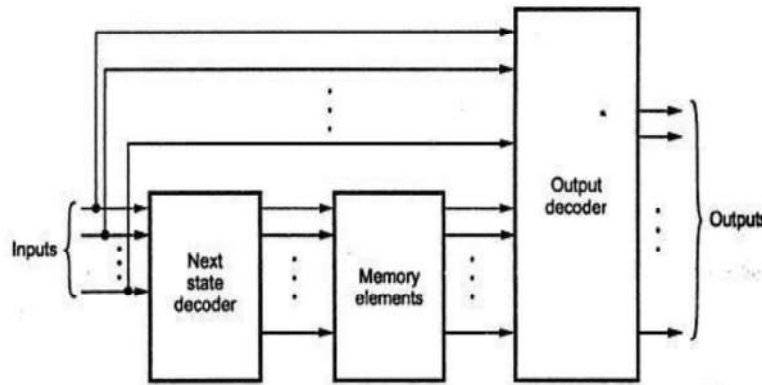 Inputs
Next
state
decoder
Memory
elements
Output
decoder
Outputs